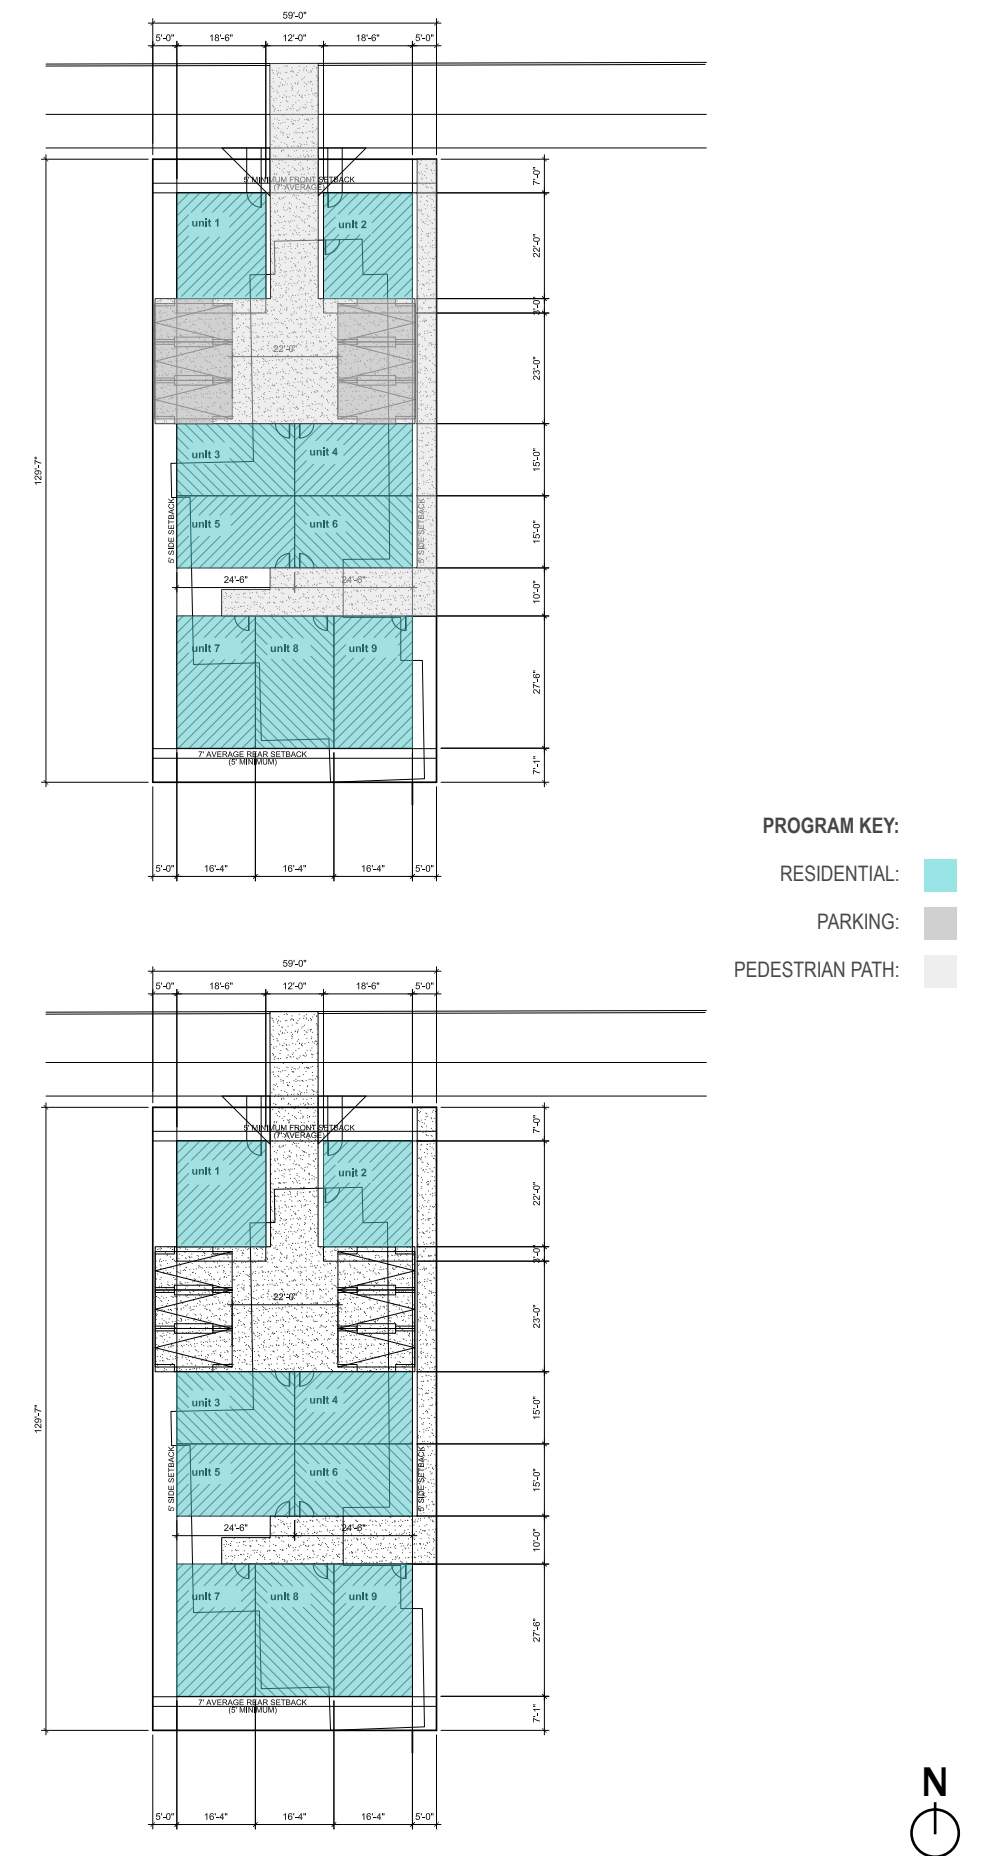 59'-0"
5'-0" 18'-6" 12'-0" 18'-6" 5'-0"
5' MINIMUM FRONT SETBACK
(7' AVERAGE)
7'-0"
unit 1
unit 2
22'-0"
3'-0"
22'-0"
23'-0"
129'-7"
unit 3
unit 4
15'-0"
5' SIDE SETBACK
5' SIDE SETBACK
unit 5
unit 6
15'-0"
24'-6" 24'-6"
10'-0"
unit 7 unit 8 unit 9
27'-6"
7' AVERAGE REAR SETBACK
(5' MINIMUM)
7'-1"
5'-0" 16'-4" 16'-4" 16'-4" 5'-0"
PROGRAM KEY:
RESIDENTIAL:
PARKING:
PEDESTRIAN PATH:
59'-0"
5'-0" 18'-6" 12'-0" 18'-6" 5'-0"
5' MINIMUM FRONT SETBACK
(7' AVERAGE)
7'-0"
unit 1
unit 2
22'-0"
3'-0"
22'-0"
23'-0"
129'-7"
unit 3
unit 4
15'-0"
5' SIDE SETBACK
5' SIDE SETBACK
unit 5
unit 6
15'-0"
24'-6" 24'-6"
10'-0"
unit 7 unit 8 unit 9
27'-6"
7' AVERAGE REAR SETBACK
(5' MINIMUM)
7'-1"
5'-0" 16'-4" 16'-4" 16'-4" 5'-0"
N